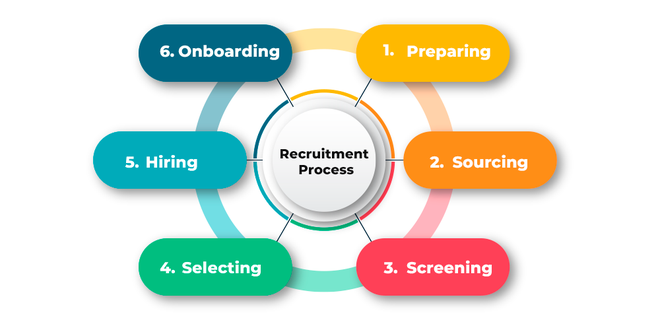 Recruitment
Process
1. Preparing
2. Sourcing
3. Screening
4. Selecting
5. Hiring
6. Onboarding